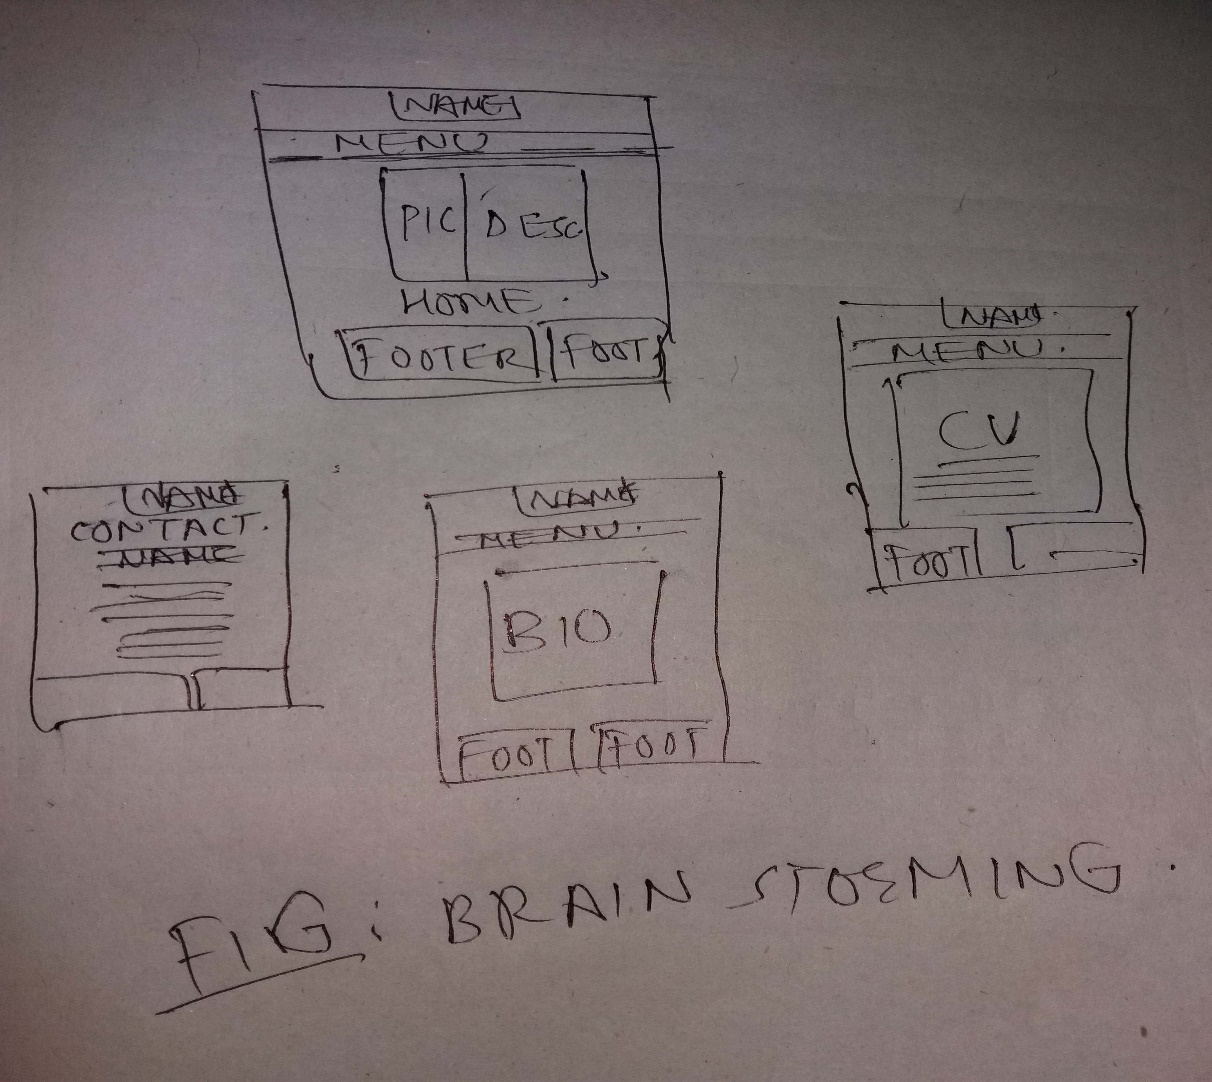 NAME
MENU
PIC DESC
HOME.
FOOTER FOOT
NAME
MENU.
CV
FOOT
NAME
CONTACT.
NAME
NAME
MENU.
BIO
FOOT FOOT
FIG: BRAIN STORMING.